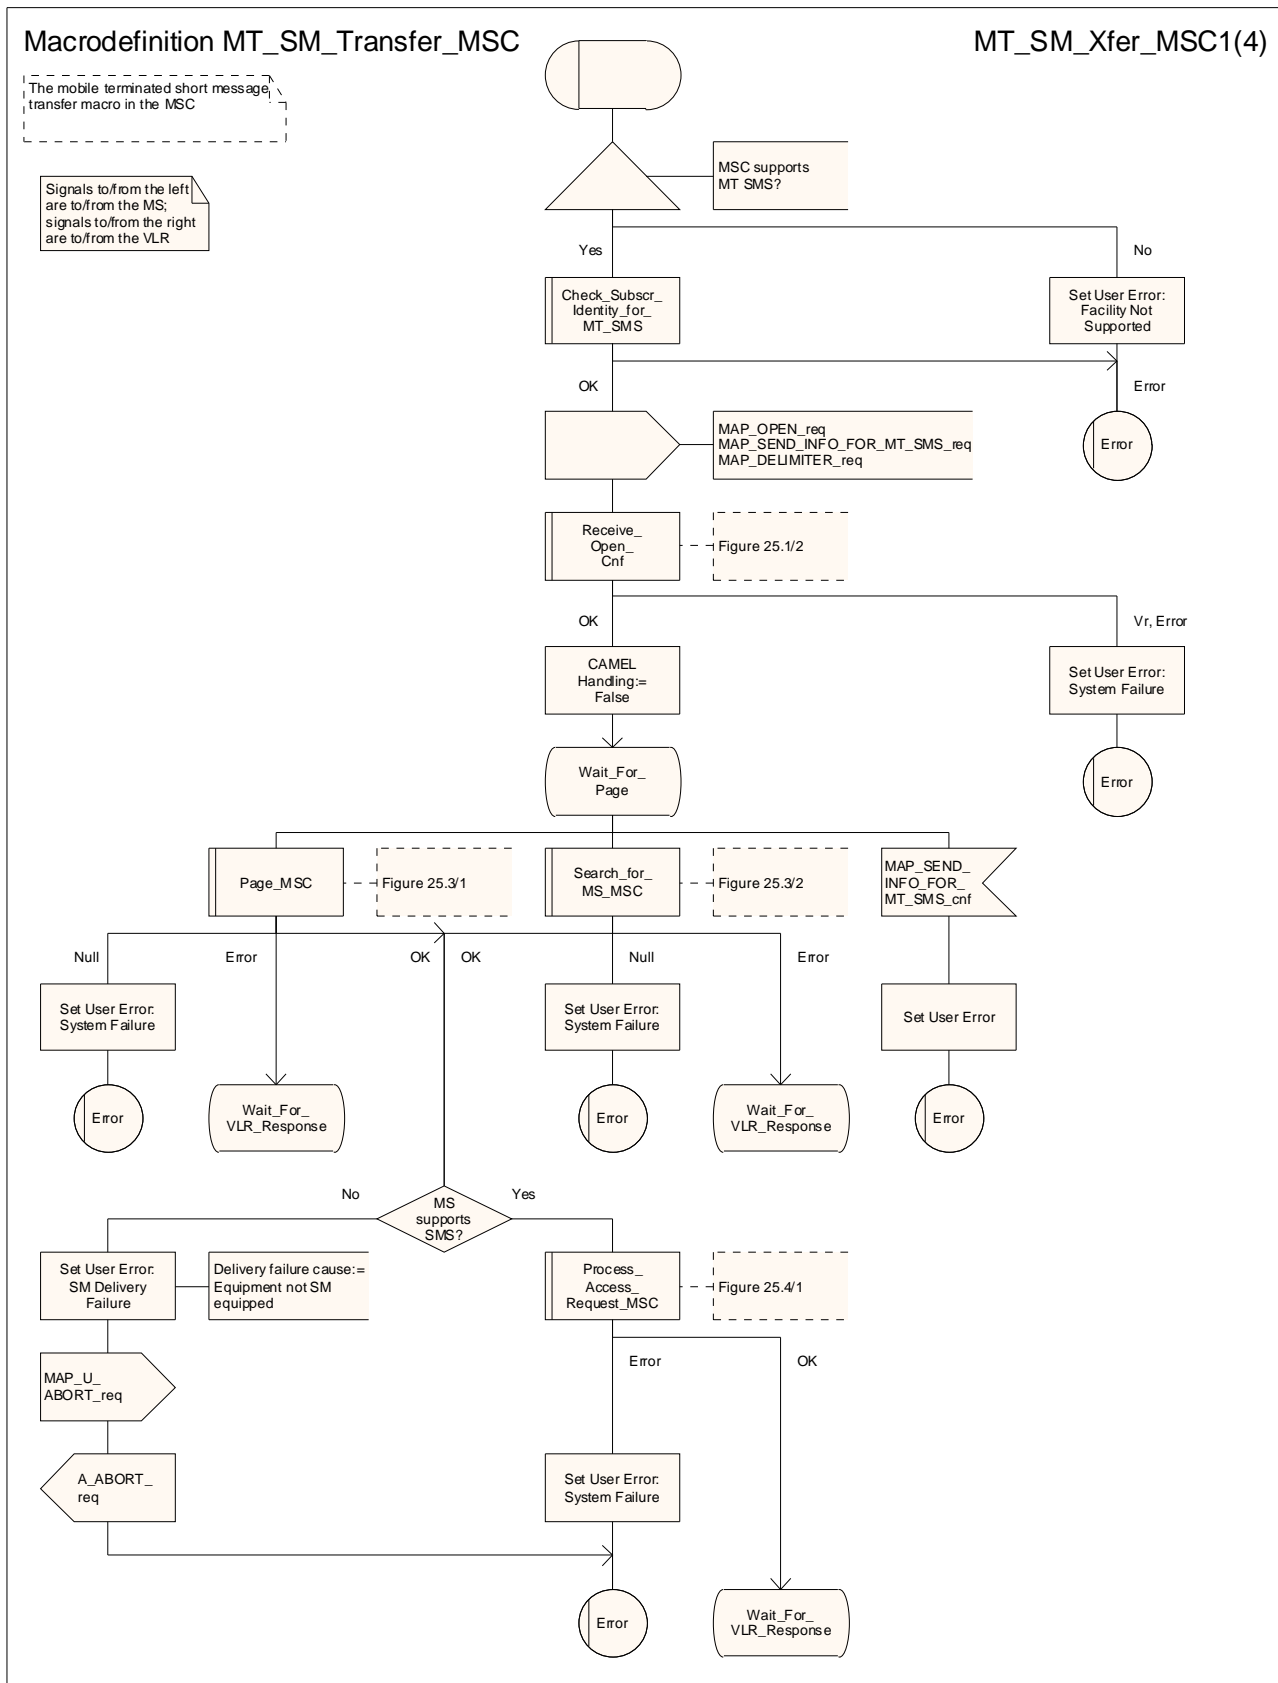 Macrodefinition MT_SM_Transfer_MSC
MT_SM_Xfer_MSC1(4)
The mobile terminated short message
transfer macro in the MSC
Signals to/from the left
are to/from the MS;
signals to/from the right
are to/from the VLR
MSC supports
MT SMS?
Yes
No
Check_Subscr_
Identity_for_
MT_SMS
Set User Error:
Facility Not
Supported
OK
Error
MAP_OPEN_req
MAP_SEND_INFO_FOR_MT_SMS_req
MAP_DELIMITER_req
Error
Receive_
Open_
Cnf
Figure 25.1/2
OK
Vr, Error
CAMEL
Handling:=
False
Set User Error:
System Failure
Wait_For_
Page
Error
Page_MSC
Figure 25.3/1
Search_for_
MS_MSC
Figure 25.3/2
MAP_SEND_
INFO_FOR_
MT_SMS_cnf
Null
Error
OK
OK
Null
Error
Set User Error:
System Failure
Set User Error:
System Failure
Set User Error
Error
Wait_For_
VLR_Response
Error
Wait_For_
VLR_Response
Error
No
MS
supports
SMS?
Yes
Set User Error:
SM Delivery
Failure
Delivery failure cause:=
Equipment not SM
equipped
Process_
Access_
Request_MSC
Figure 25.4/1
Error
OK
MAP_U_
ABORT_req
A_ABORT_
req
Set User Error:
System Failure
Error
Wait_For_
VLR_Response